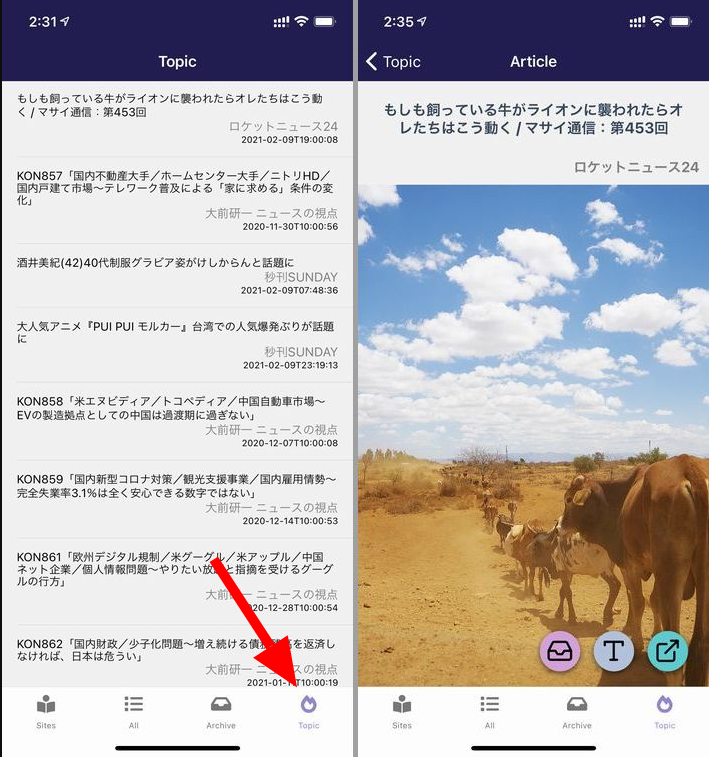 2:31
Topic
もしも飼っている牛がライオンに襲われたらオレたちはこう動
く / マサイ通信：第453回
ロケットニュース24
2021-02-09T19:00:08
KON857「国内不動産大手／ホームセンター大手／ニトリHD／
国内戸建て市場～テレワーク普及による「家に求める」条件の変
化」
大前研一 ニュースの視点
2020-11-30T10:00:56
酒井美紀(42)40代制服グラビア姿がけしからんと話題に
秒刊SUNDAY
2021-02-09T07:48:36
大人気アニメ『PUI PUI モルカー』台湾での人気爆発ぶりが話題
に
秒刊SUNDAY
2021-02-09T23:19:13
KON858「米エヌビディア／トコペディア／中国自動車市場～
EVの製造拠点としての中国は過渡期に過ぎない」
大前研一 ニュースの視点
2020-12-07T10:00:08
KON859「国内新型コロナ対策／観光支援事業／国内雇用情勢～
完全失業率3.1%は全く安心できる数字ではない」
大前研一 ニュースの視点
2020-12-14T10:00:53
KON861「欧州デジタル規制／米グーグル／米アップル／中国
ネット企業／個人情報問題～やりたい放 と指摘を受けるグーグ
ルの行方」
大前研 ニュースの視点
20-12-28T10:00:54
KON862「国内財政／少子化問題～増え続ける債務 を返済し
なければ、日本は危うい」
大前研一 ニュースの視点
2021-01- T10:00:19
Sites
All
Archive
Topic
2:35
Topic
Article
もしも飼っている牛がライオンに襲われたらオ
レたちはこう動く / マサイ通信：第453回
ロケットニュース24
T
Sites
All
Archive
Topic